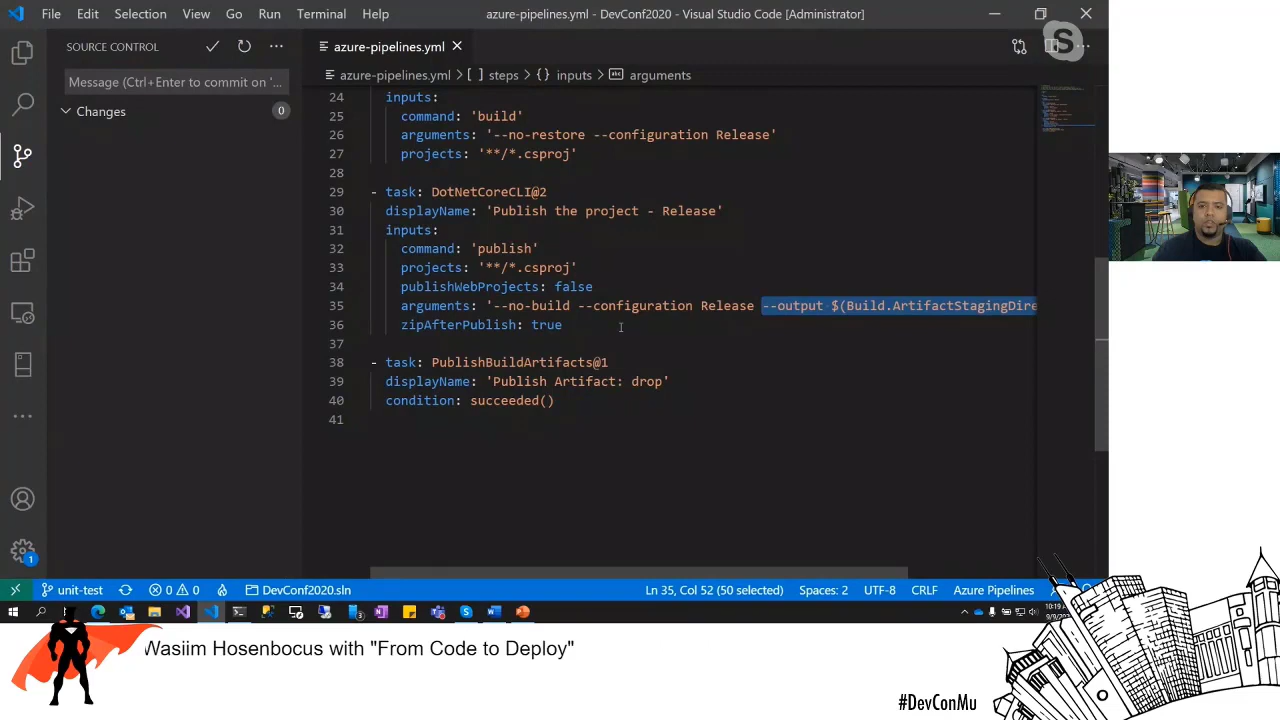 File Edit Selection View Go Run Terminal Help azure-pipelines.yml - DevConf2020 - Visual Studio Code [Administrator]
SOURCE CONTROL
azure-pipelines.yml
Message (Ctrl+Enter to commit on '...
azure-pipelines.yml > [ ] steps > {} inputs > abc arguments
Changes 0
24 inputs:
25 command: 'build'
26 arguments: '--no-restore --configuration Release'
27 projects: '**/*.csproj'
28
29 - task: DotNetCoreCLI@2
30 displayName: 'Publish the project - Release'
31 inputs:
32 command: 'publish'
33 projects: '**/*.csproj'
34 publishWebProjects: false
35 arguments: '--no-build --configuration Release --output $(Build.ArtifactStagingDire
36 zipAfterPublish: true
37
38 - task: PublishBuildArtifacts@1
39 displayName: 'Publish Artifact: drop'
40 condition: succeeded()
41
1
unit-test 0 0 DevConf2020.sln Ln 35, Col 52 (50 selected) Spaces: 2 UTF-8 CRLF Azure Pipelines
10:19
9/9/
Wasiim Hosenbocus with "From Code to Deploy"
#DevConMu